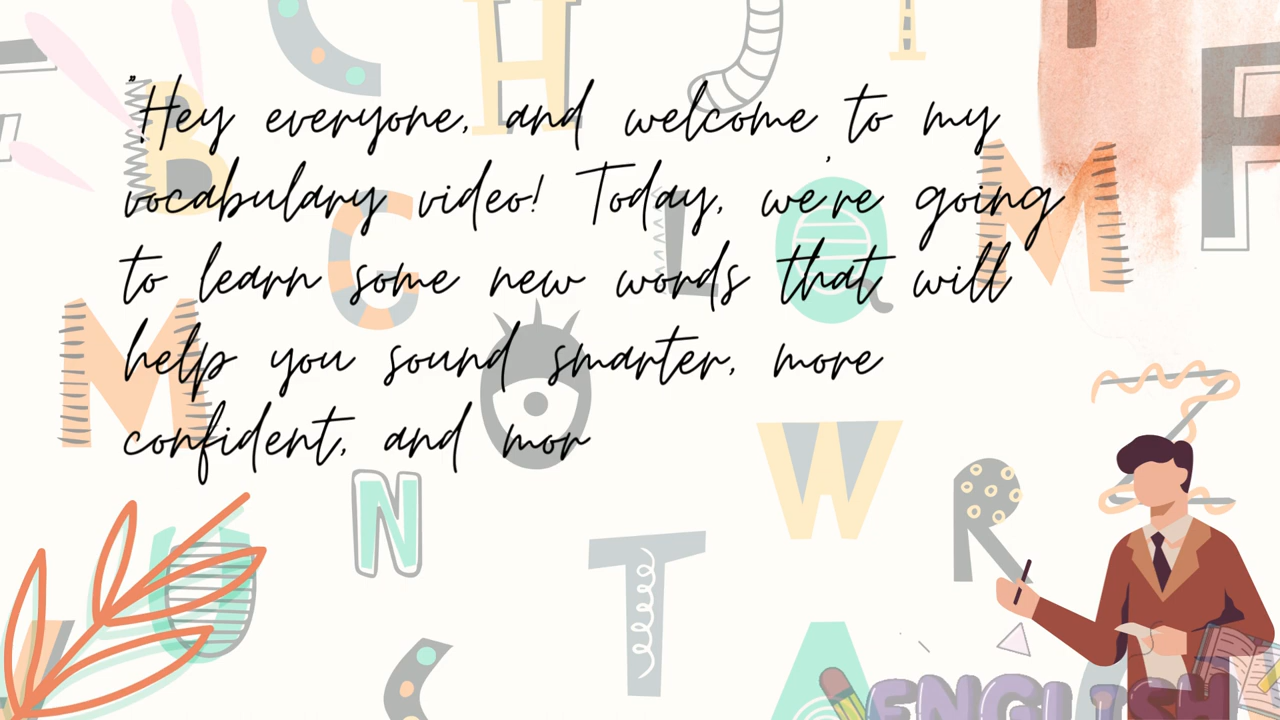 "Hey everyone, and welcome to my
vocabulary video! Today, we're going
to learn some new words that will
help you sound smarter, more
confident, and mor
H
J
F
B
M
G
L
Q
M
O
W
Z
N
R
U
T
S
A
ENGLISH